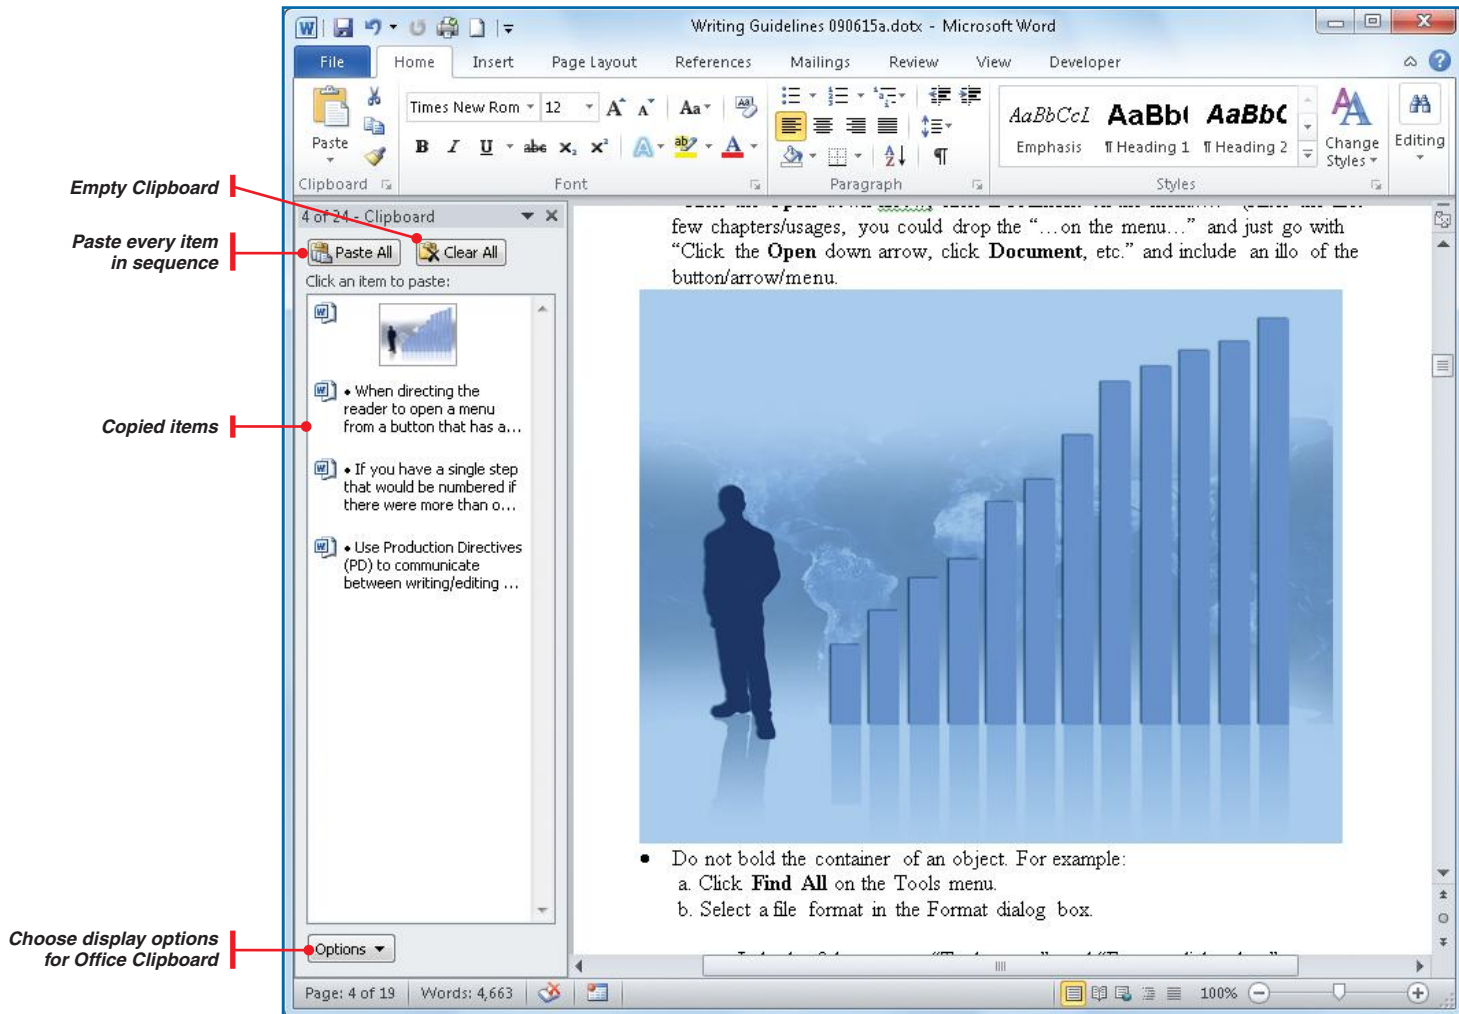 Writing Guidelines 090615a.dotx - Microsoft Word
File Home Insert Page Layout References Mailings Review View Developer
Times New Rom 12
Paste
AaBbCcI AaBb( AaBbC
Emphasis ¶ Heading 1 ¶ Heading 2
Change Styles
Editing
Clipboard Font Paragraph Styles
Empty Clipboard
Paste every item
in sequence
Copied items
Choose display options
for Office Clipboard
4 of 24 - Clipboard
Paste All Clear All
Click an item to paste:
• When directing the
reader to open a menu
from a button that has a...
• If you have a single step
that would be numbered if
there were more than o...
• Use Production Directives
(PD) to communicate
between writing/editing ...
Options
few chapters/usages, you could drop the “…on the menu…” and just go with
“Click the Open down arrow, click Document, etc.” and include an illo of the
button/arrow/menu.
• Do not bold the container of an object. For example:
a. Click Find All on the Tools menu.
b. Select a file format in the Format dialog box.
Page: 4 of 19 Words: 4,663 100%